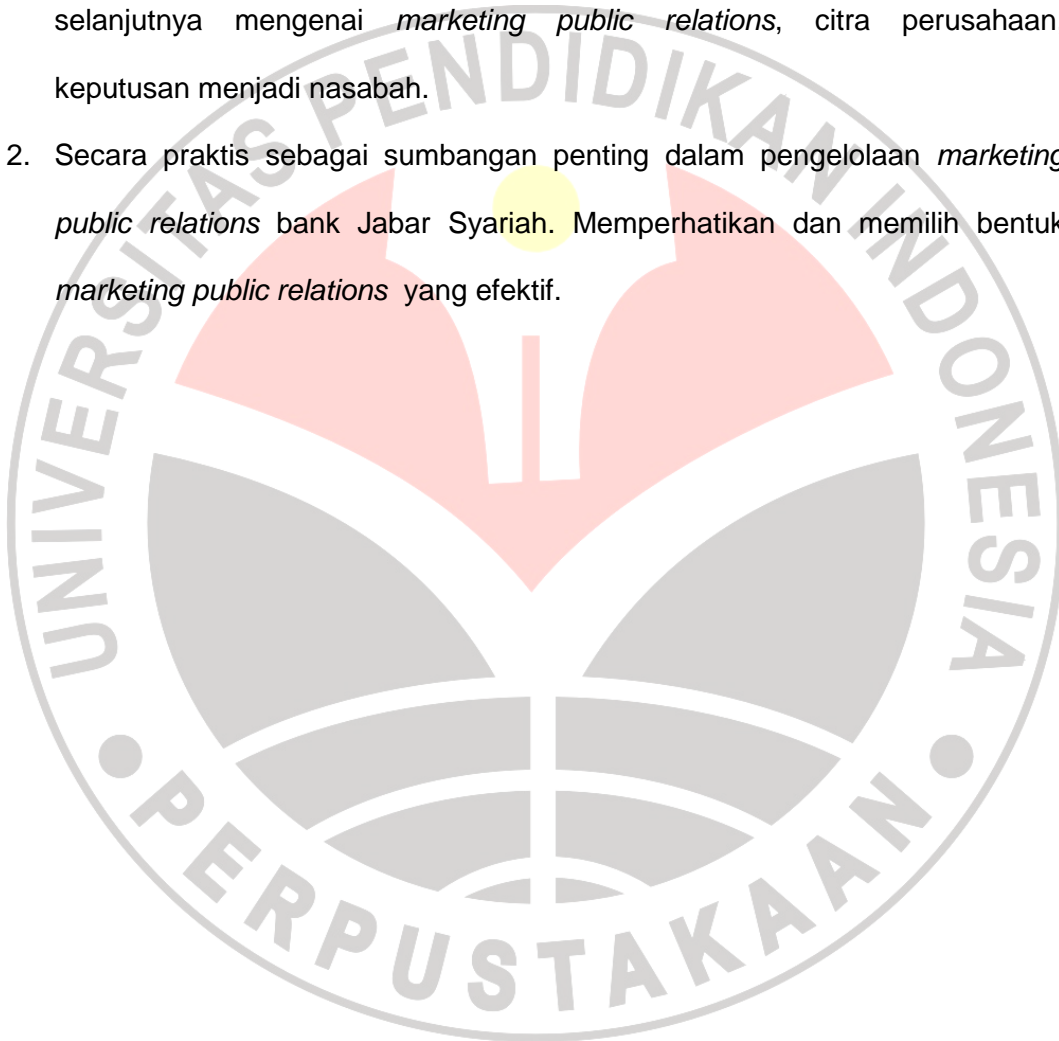 selanjutnya mengenai marketing public relations, citra perusahaan
keputusan menjadi nasabah.
2. Secara praktis sebagai sumbangan penting dalam pengelolaan marketing
public relations bank Jabar Syariah. Memperhatikan dan memilih bentuk
marketing public relations yang efektif.
UNIVERSITAS PENDIDIKAN INDONESIA
PERPUSTAKAAN